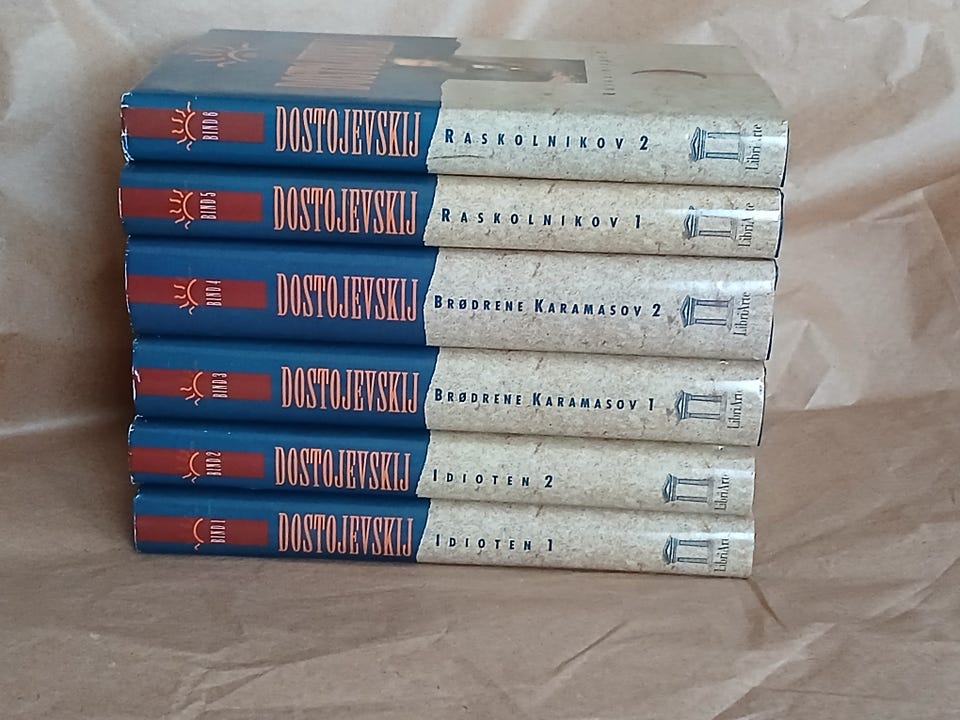 BIND 6 DOSTOJEVSKIJ RASKOLNIKOV 2 LibriArte
BIND 5 DOSTOJEVSKIJ RASKOLNIKOV 1 LibriArte
BIND 4 DOSTOJEVSKIJ BRØDRENE KARAMASOV 2 LibriArte
BIND 3 DOSTOJEVSKIJ BRØDRENE KARAMASOV 1 LibriArte
BIND 2 DOSTOJEVSKIJ IDIOTEN 2 LibriArte
BIND 1 DOSTOJEVSKIJ IDIOTEN 1 LibriArte